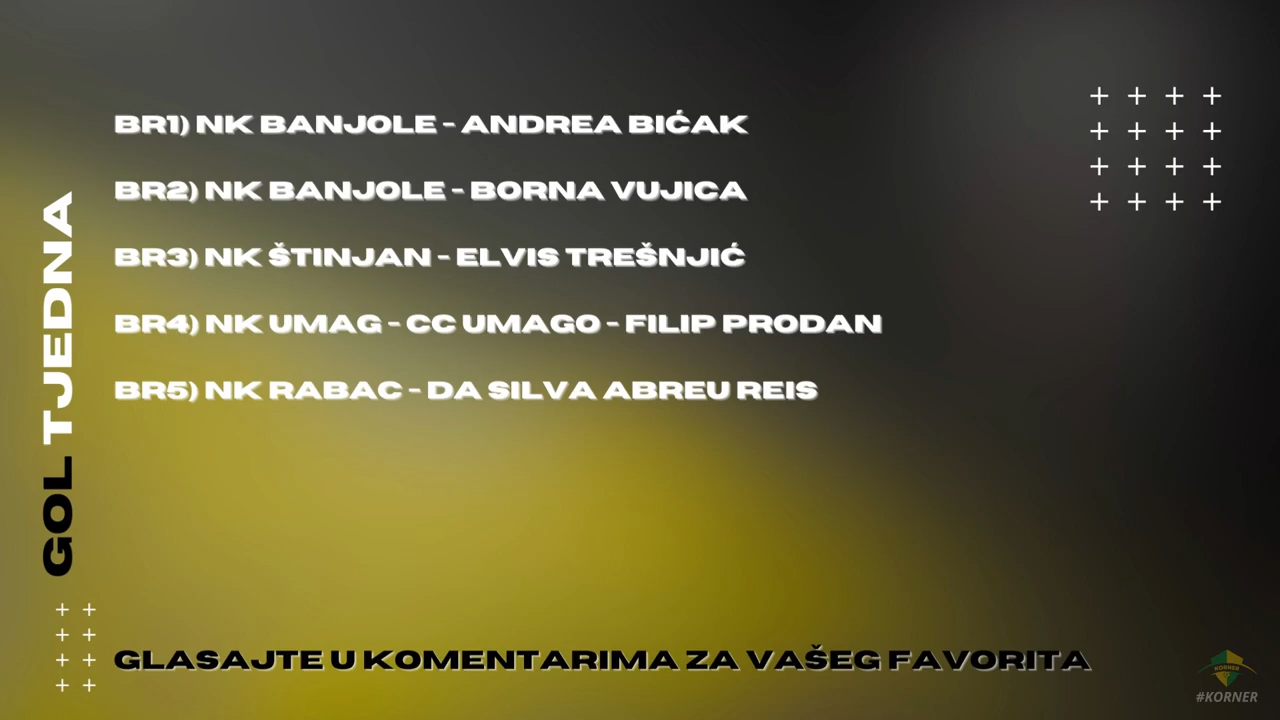 BR1) NK BANJOLE - ANDREA BIĆAK
BR2) NK BANJOLE - BORNA VUJICA
BR3) NK ŠTINJAN - ELVIS TREŠNJIĆ
BR4) NK UMAG - CC UMAGO - FILIP PRODAN
BR5) NK RABAC - DA SILVA ABREU REIS
GOL TJEDNA
GLASAJTE U KOMENTARIMA ZA VAŠEG FAVORITA
KORNER
#KORNER